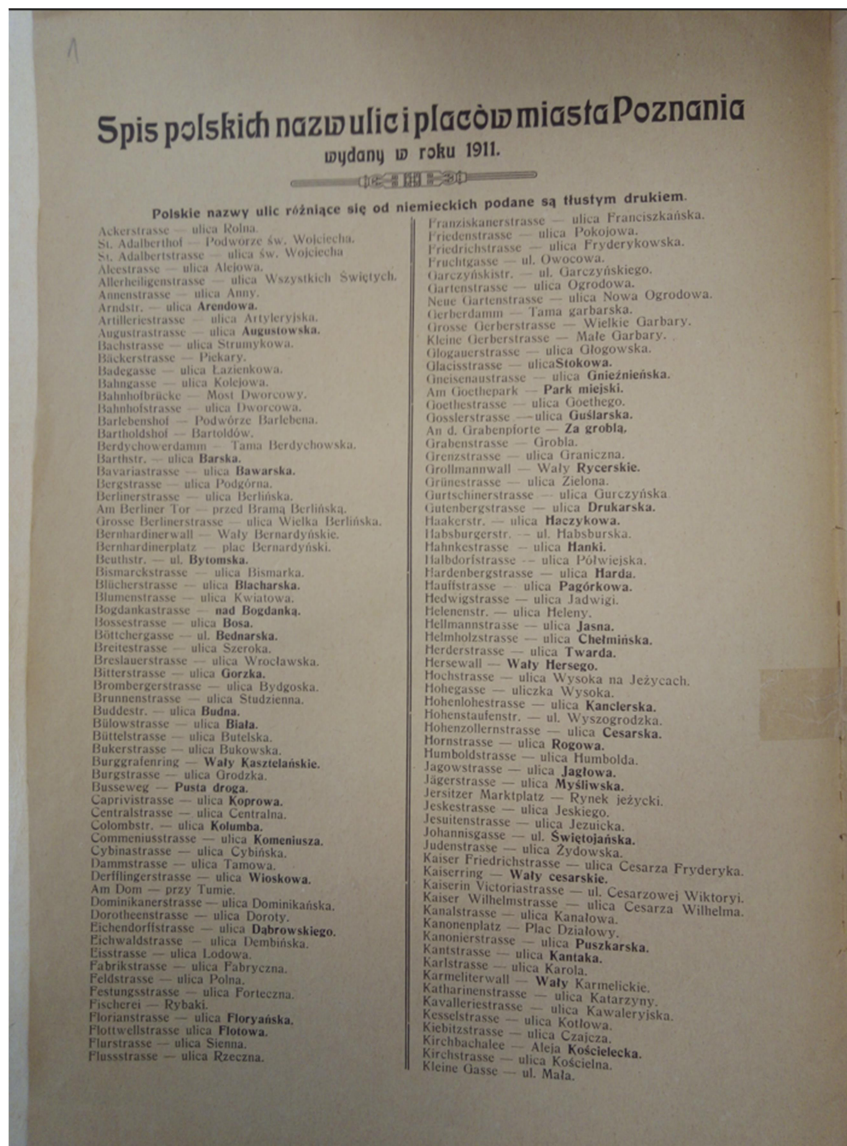 1
Spis polskich nazw ulic i placòw miasta Poznania
wydany w roku 1911.
Polskie nazwy ulic różniące się od niemieckich podane są tłustym drukiem.
Ackerstrasse — ulica Rolna.
St. Adalberthof — Podwórze św. Wojciecha.
St. Adalbertstrasse — ulica św. Wojciecha
Aleestrasse — ulica Alejowa.
Allerheiligenstrasse — ulica Wszystkich Świętych.
Annenstrasse — ulica Anny.
Arndstr. — ulica Arendowa.
Artilleriestrasse — ulica Artyleryjska.
Augustrastrasse — ulica Augustowska.
Bachstrasse — ulica Strumykowa.
Bäckerstrasse — Piekary.
Badegasse — ulica Łazienkowa.
Bahngasse — ulica Kolejowa.
Bahnhofbrücke — Most Dworcowy.
Bahnhofstrasse — ulica Dworcowa.
Barlebenshof — Podwórze Barlebena.
Bartholdshof — Bartoldów.
Berdychowerdamm — Tama Berdychowska.
Barthstr. — ulica Barska.
Bavariastrasse — ulica Bawarska.
Bergstrasse — ulica Podgórna.
Berlinerstrasse — ulica Berlińska.
Am Berliner Tor — przed Bramą Berlińską.
Grosse Berlinerstrasse — ulica Wielka Berlińska.
Bernhardinerwall — Wały Bernardyńskie.
Bernhardinerplatz — plac Bernardyński.
Beuthstr. — ul. Bytomska.
Bismarckstrasse — ulica Bismarka.
Blücherstrasse — ulica Blacharska.
Blumenstrasse — ulica Kwiatowa.
Bogdankastrasse — nad Bogdanką.
Bossestrasse — ulica Bosa.
Böttchergasse — ul. Bednarska.
Breitestrasse — ulica Szeroka.
Breslauerstrasse — ulica Wrocławska.
Bitterstrasse — ulica Gorzka.
Brombergerstrasse — ulica Bydgoska.
Brunnenstrasse — ulica Studzienna.
Buddestr. — ulica Budna.
Bülowstrasse — ulica Biała.
Büttelstrasse — ulica Butelska.
Bukerstrasse — ulica Bukowska.
Burggrafenring — Wały Kasztelańskie.
Burgstrasse — ulica Grodzka.
Busseweg — Pusta droga.
Caprivistrasse — ulica Koprowa.
Centralstrasse — ulica Centralna.
Colombstr. — ulica Kolumba.
Commeniusstrasse — ulica Komeniusza.
Cybinastrasse — ulica Cybińska.
Dammstrasse — ulica Tamowa.
Derfflingerstrasse — ulica Wioskowa.
Am Dom — przy Tumie.
Dominikanerstrasse — ulica Dominikańska.
Dorotheenstrasse — ulica Doroty.
Eichendorffstrasse — ulica Dąbrowskiego.
Eichwaldstrasse — ulica Dembińska.
Eisstrasse — ulica Lodowa.
Fabrikstrasse — ulica Fabryczna.
Feldstrasse — ulica Polna.
Festungsstrasse — ulica Forteczna.
Fischerei — Rybaki.
Florianstrasse — ulica Floryańska.
Flottwellstrasse ulica Flotowa.
Flurstrasse — ulica Sienna.
Flussstrasse — ulica Rzeczna.
Franziskanerstrasse — ulica Franciszkańska.
Friedenstrasse — ulica Pokojowa.
Friedrichstrasse — ulica Fryderykowska.
Fruchtgasse — ul. Owocowa.
Garczyńskistr. — ul. Garczyńskiego.
Gartenstrasse — ulica Ogrodowa.
Neue Gartenstrasse — ulica Nowa Ogrodowa.
Gerberdamm — Tama garbarska.
Grosse Gerberstrasse — Wielkie Garbary.
Kleine Gerberstrasse — Małe Garbary.
Glogauerstrasse — ulica Głogowska.
Glacisstrasse — ulicaStokowa.
Gneisenaustrasse — ulica Gnieźnieńska.
Am Goethepark — Park miejski.
Goethestrasse — ulica Goethego.
Gosslerstrasse — ulica Guślarska.
An d. Grabenpforte — Za groblą.
Grabenstrasse — Grobla.
Grenzstrasse — ulica Graniczna.
Grollmannwall — Wały Rycerskie.
Grünestrasse — ulica Zielona.
Gurtschinerstrasse — ulica Gurczyńska
Gutenbergstrasse — ulica Drukarska.
Haakerstr. — ulica Haczykowa.
Habsburgerstr. — ul. Habsburska.
Hahnkestrasse — ulica Hanki.
Halbdorfstrasse — ulica Półwiejska.
Hardenbergstrasse — ulica Harda.
Hauffstrasse — ulica Pagórkowa.
Hedwigstrasse — ulica Jadwigi.
Helenenstr. — ulica Heleny.
Hellmannstrasse — ulica Jasna.
Helmholzstrasse — ulica Chełmińska.
Herderstrasse — ulica Twarda.
Hersewall — Wały Hersego.
Hochstrasse — ulica Wysoka na Jeżycach.
Hohegasse — uliczka Wysoka.
Hohenlohestrasse — ulica Kanclerska.
Hohenstaufenstr. — ul. Wyszogrodzka.
Hohenzollernstrasse — ulica Cesarska.
Hornstrasse — ulica Rogowa.
Humboldstrasse — ulica Humbolda.
Jagowstrasse — ulica Jagłowa.
Jägerstrasse — ulica Myśliwska.
Jersitzer Marktplatz — Rynek jeżycki.
Jeskestrasse — ulica Jeskiego.
Jesuitenstrasse — ulica Jezuicka.
Johannisgasse — ul. Świętojańska.
Judenstrasse — ulica Żydowska.
Kaiser Friedrichstrasse — ulica Cesarza Fryderyka.
Kaiserring — Wały cesarskie.
Kaiserin Victoriastrasse — ul. Cesarzowej Wiktoryi.
Kaiser Wilhelmstrasse — ulica Cesarza Wilhelma.
Kanalstrasse — ulica Kanałowa.
Kanonenplatz — Plac Działowy.
Kanonierstrasse — ulica Puszkarska.
Kantstrasse — ulica Kantaka.
Karlstrasse — ulica Karola.
Karmeliterwall — Wały Karmelickie.
Katharinenstrasse — ulica Katarzyny.
Kavalleriestrasse — ulica Kawaleryjska.
Kesselstrasse — ulica Kotłowa.
Kiebitzstrasse — ulica Czajcza.
Kirchbachalee — Aleja Kościelecka.
Kirchstrasse — ulica Kościelna.
Kleine Gasse — ul. Mała.